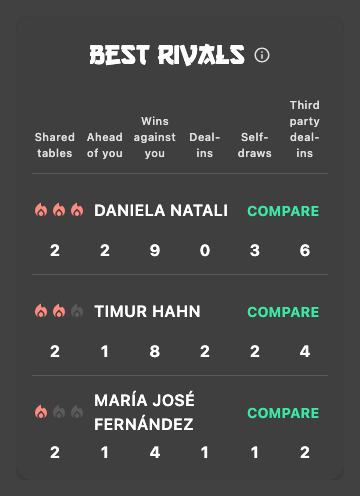 BEST RIVALS
Shared tables Ahead of you Wins against you Deal-ins Self-draws Third party deal-ins
DANIELA NATALI COMPARE
2 2 9 0 3 6
TIMUR HAHN COMPARE
2 1 8 2 2 4
MARÍA JOSÉ
FERNÁNDEZ COMPARE
2 1 4 1 1 2